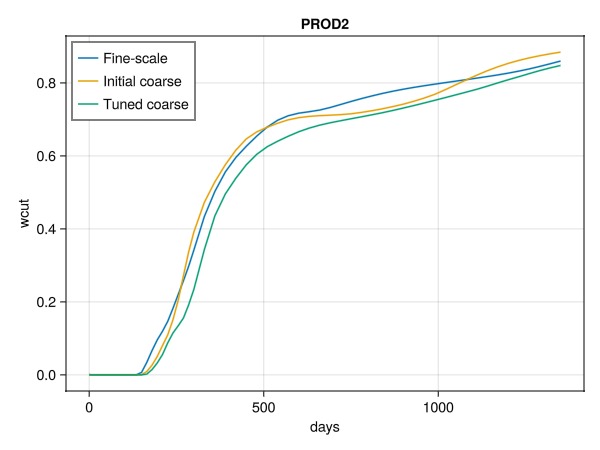 PROD2
Fine-scale
Initial coarse
Tuned coarse
wcut
0.8
0.6
0.4
0.2
0.0
0 500 1000
days